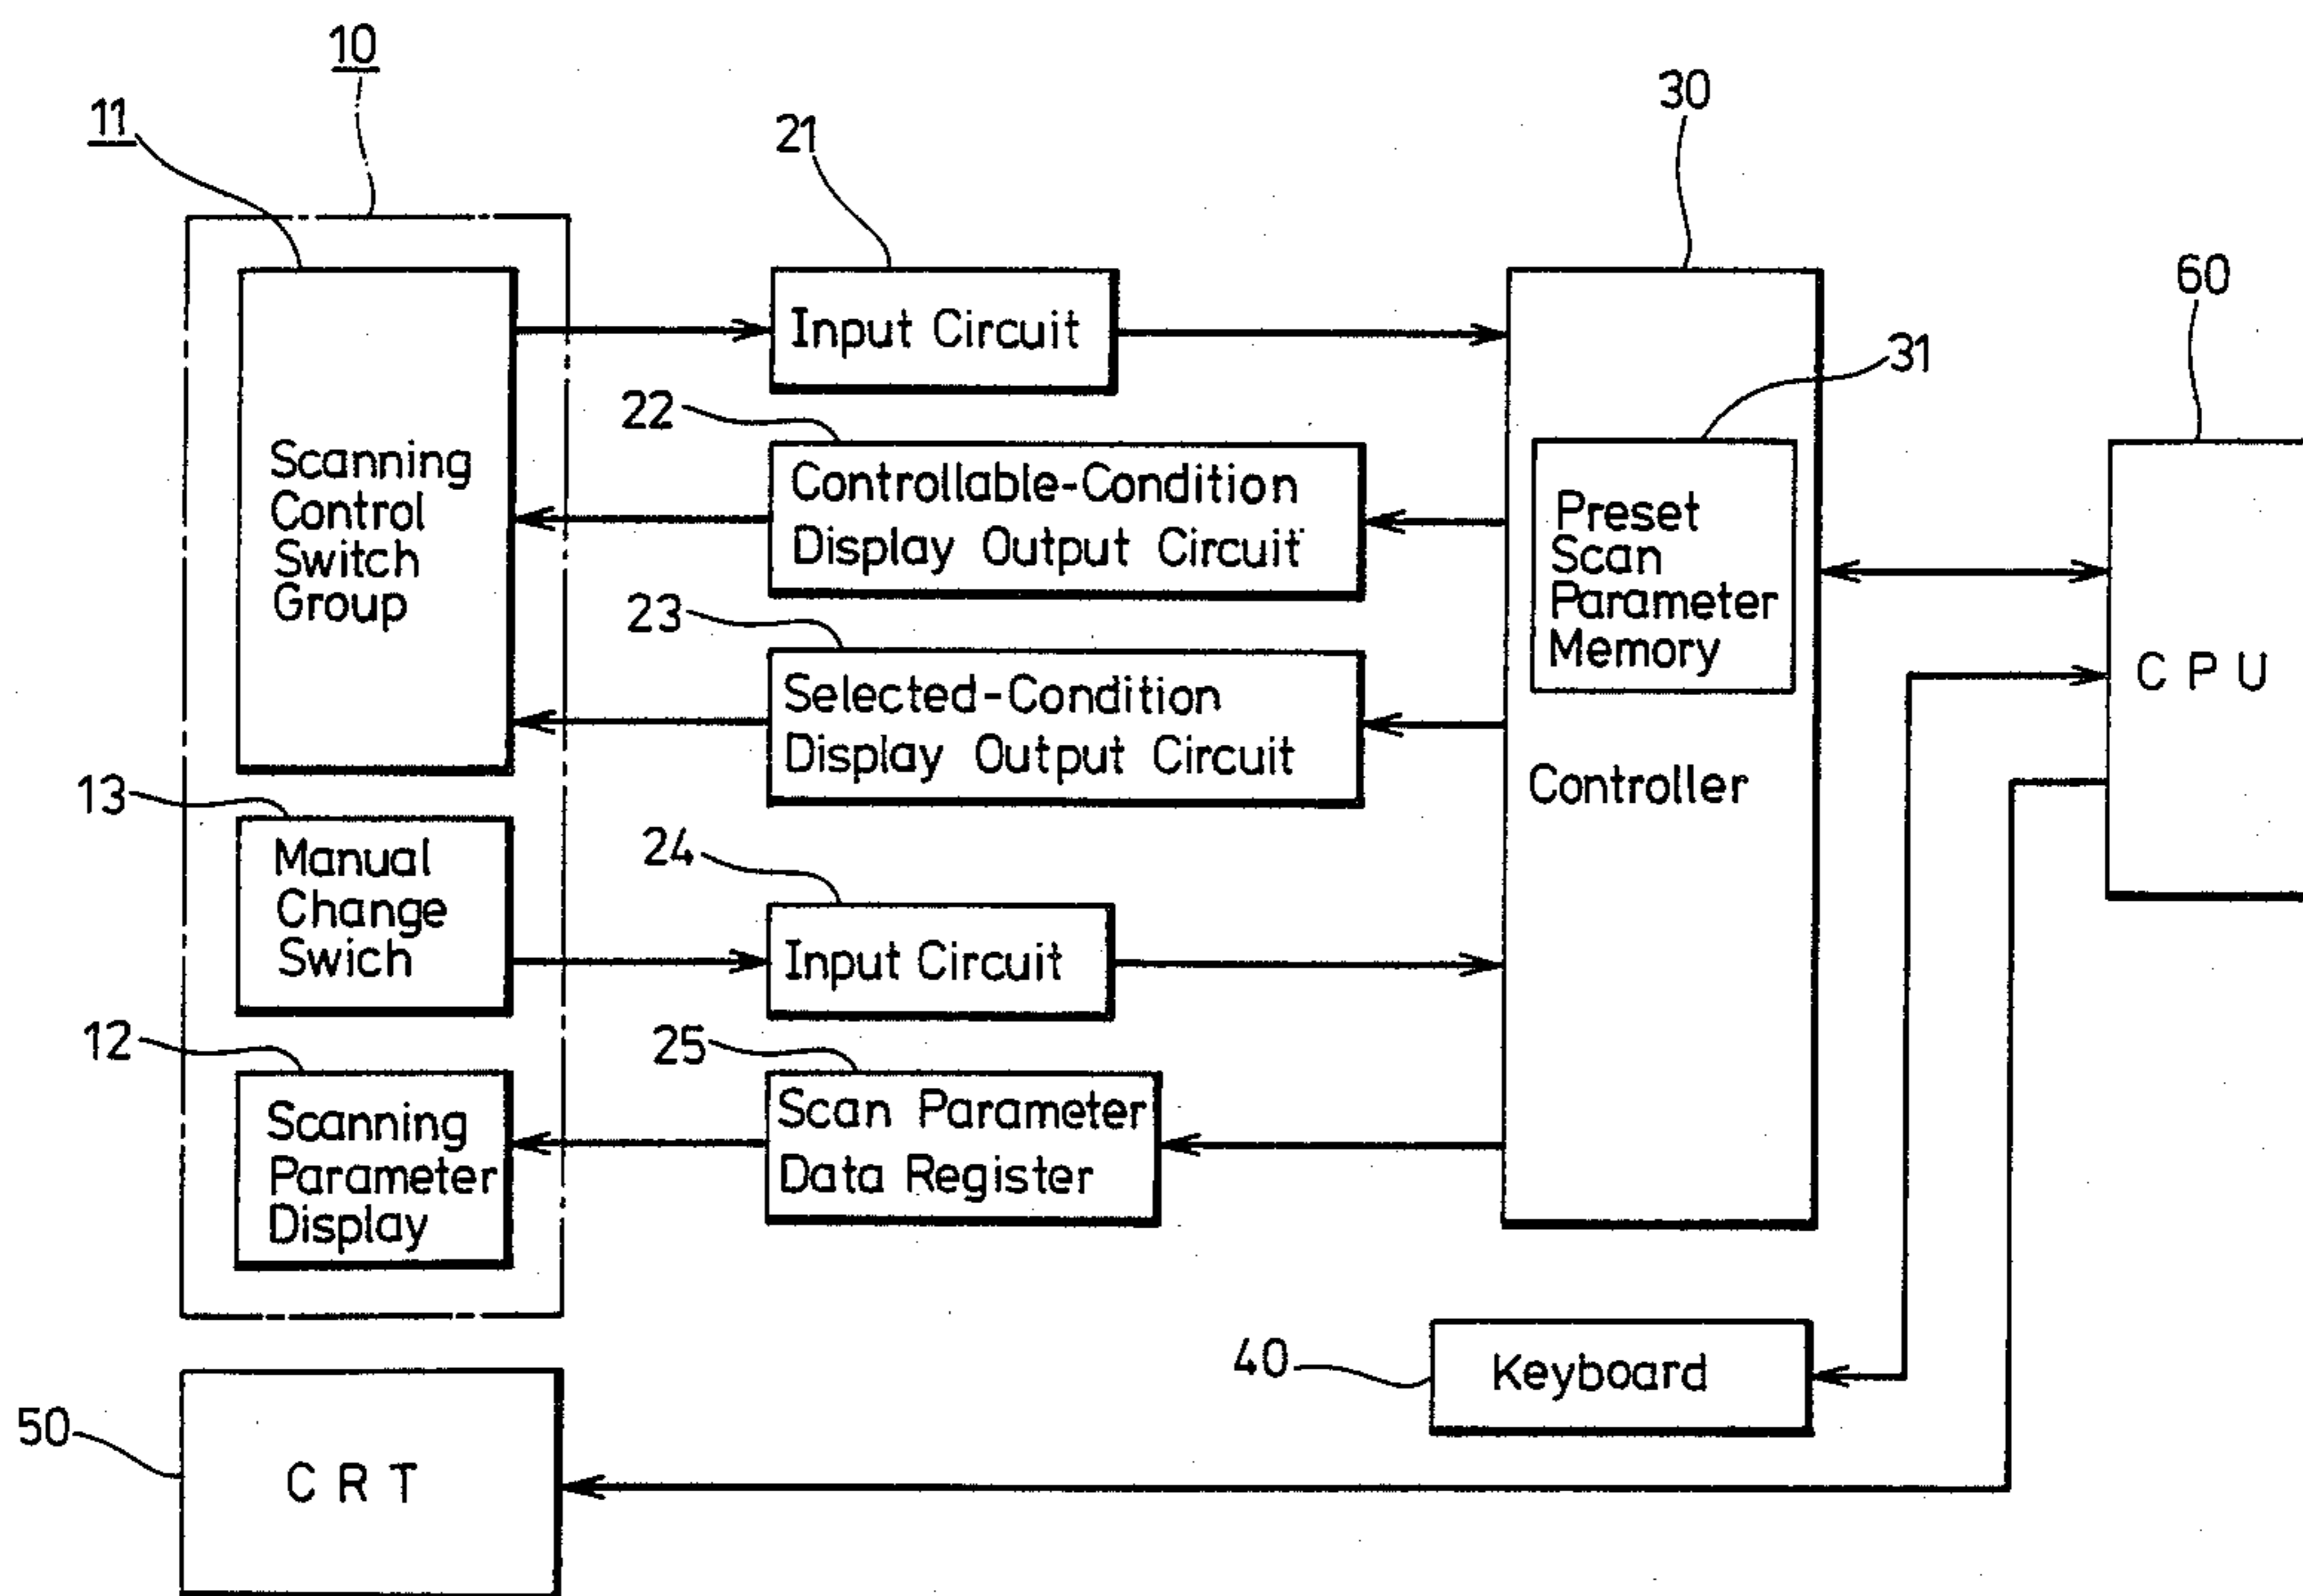 10
11
21
30
60
Input Circuit
31
22
Scanning
Control
Switch
Group
Controllable-Condition
Display Output Circuit
Preset
Scan
Parameter
Memory
23
Selected-Condition
Display Output Circuit
Controller
C P U
13
Manual
Change
Swich
24
Input Circuit
12
Scanning
Parameter
Display
25
Scan Parameter
Data Register
40
Keyboard
50
C R T